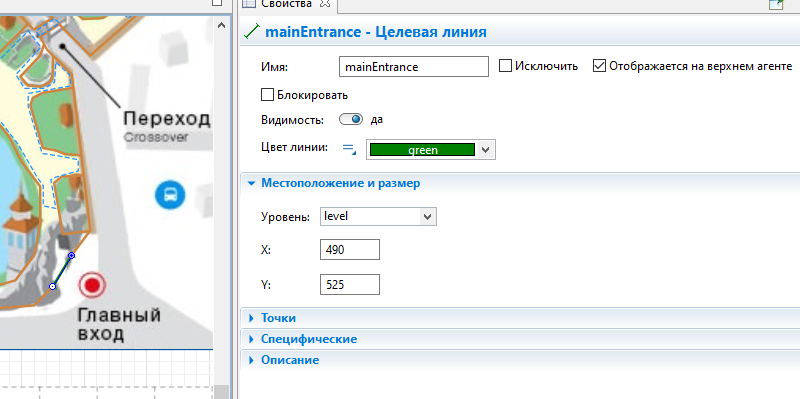 Свойства
mainEntrance - Целевая линия
Имя: mainEntrance Исключить Отображается на верхнем агенте
Блокировать
Видимость: да
Цвет линии: green
Местоположение и размер
Уровень: level
X: 490
Y: 525
Точки
Специфические
Описание
Переход
Crossover
Главный
вход